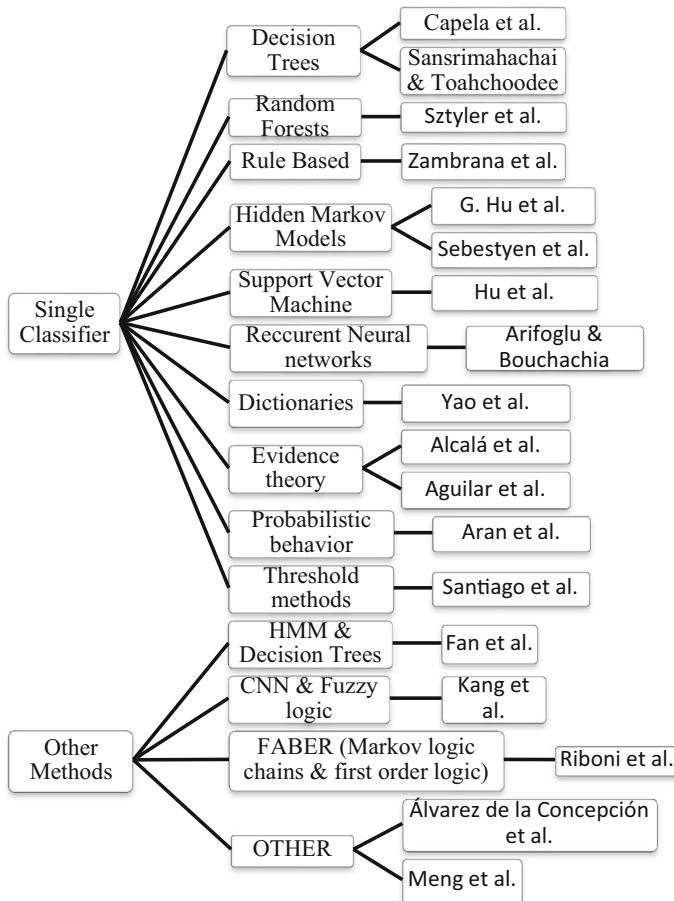 Single
Classifier
Decision
Trees
Capela et al.
Sansrimahachai
& Toahchoodee
Random
Forests
Sztyler et al.
Rule Based
Zambrana et al.
Hidden Markov
Models
G. Hu et al.
Sebestyen et al.
Support Vector
Machine
Hu et al.
Reccurent Neural
networks
Arifoglu &
Bouchachia
Dictionaries
Yao et al.
Evidence
theory
Alcalá et al.
Aguilar et al.
Probabilistic
behavior
Aran et al.
Threshold
methods
Santiago et al.
Other
Methods
HMM &
Decision Trees
Fan et al.
CNN & Fuzzy
logic
Kang et
al.
FABER (Markov logic
chains & first order logic)
Riboni et al.
OTHER
Álvarez de la Concepción
et al.
Meng et al.